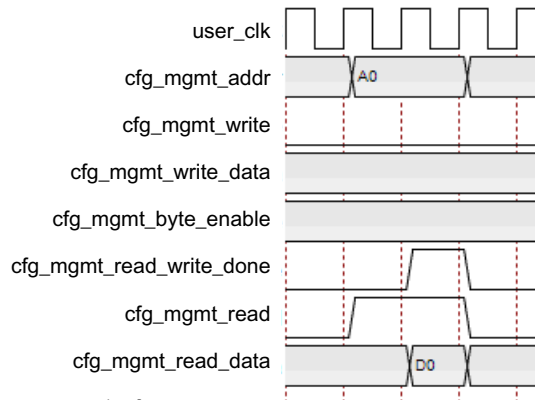 user_clk
cfg_mgmt_addr
A0
cfg_mgmt_write
cfg_mgmt_write_data
cfg_mgmt_byte_enable
cfg_mgmt_read_write_done
cfg_mgmt_read
cfg_mgmt_read_data
D0